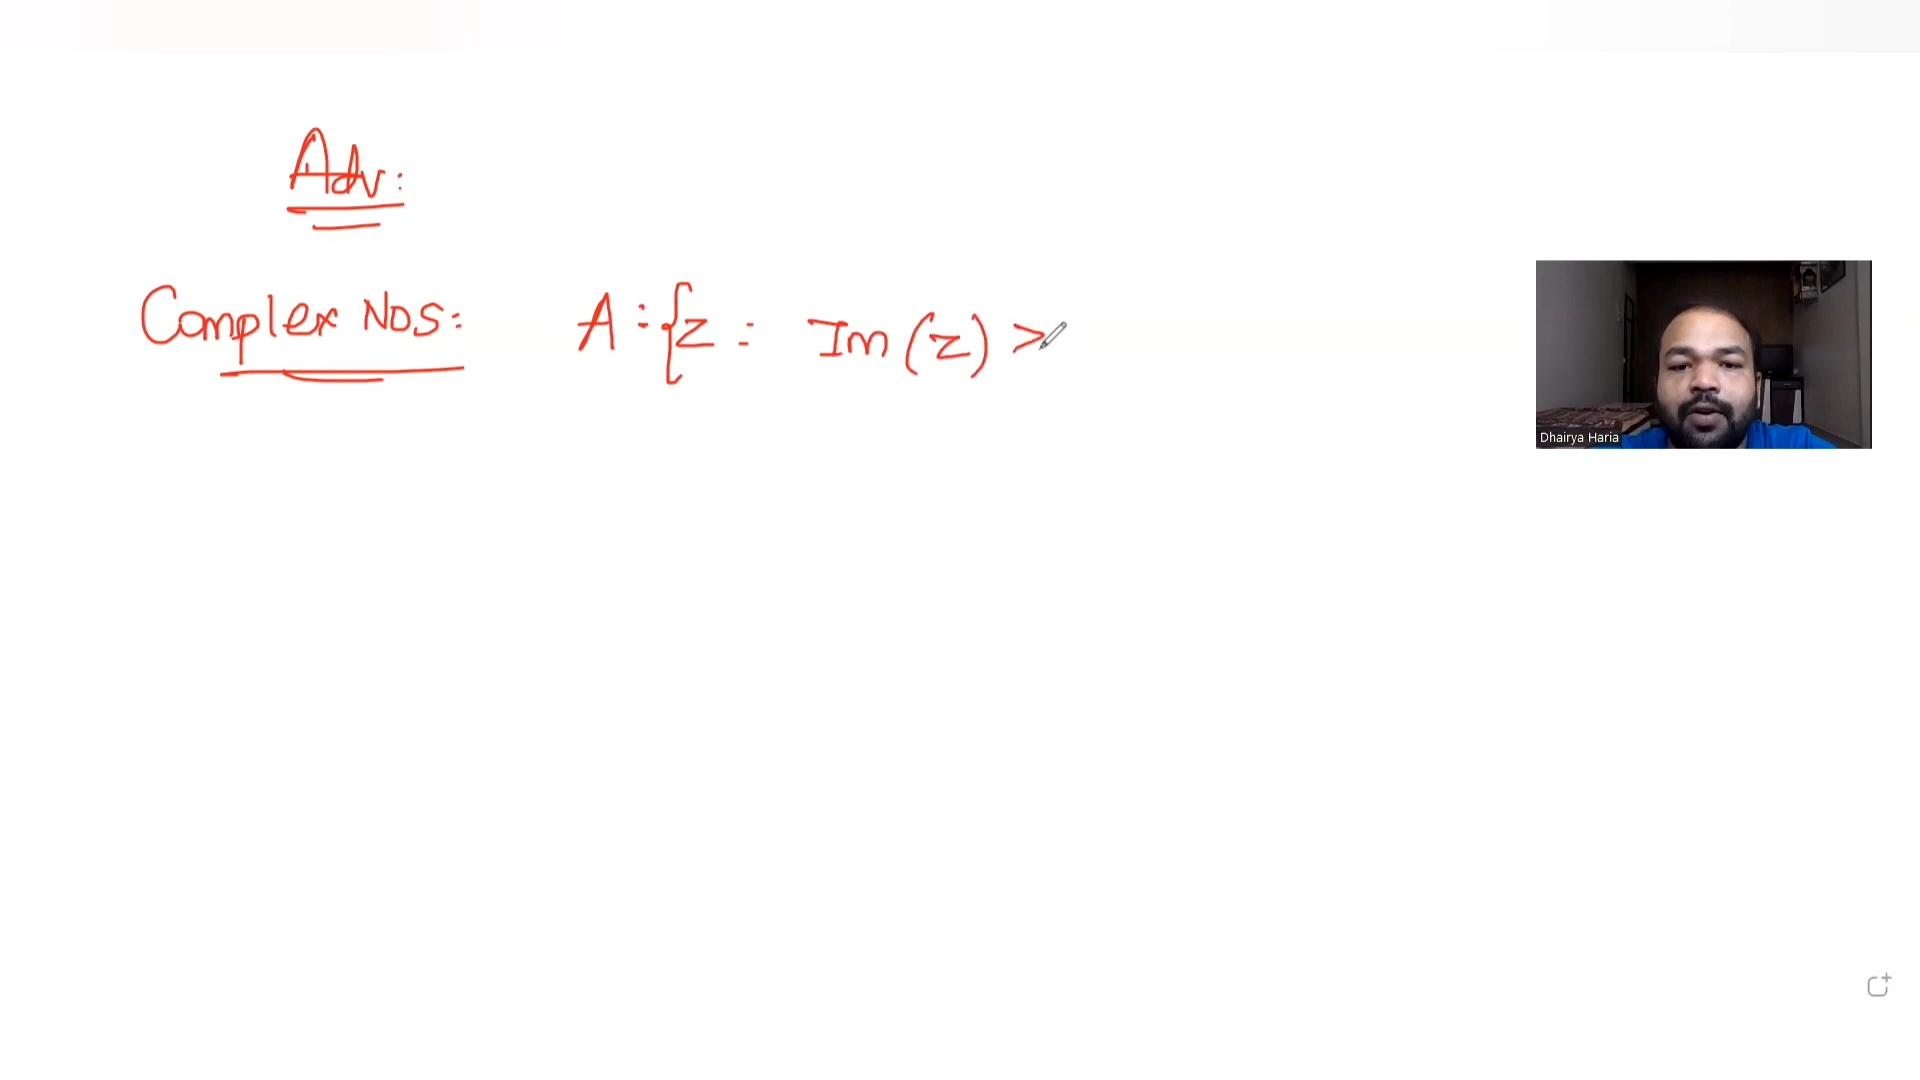 Adv:
Complex Nos: A : {z : Im (z) >
Dhairya Haria